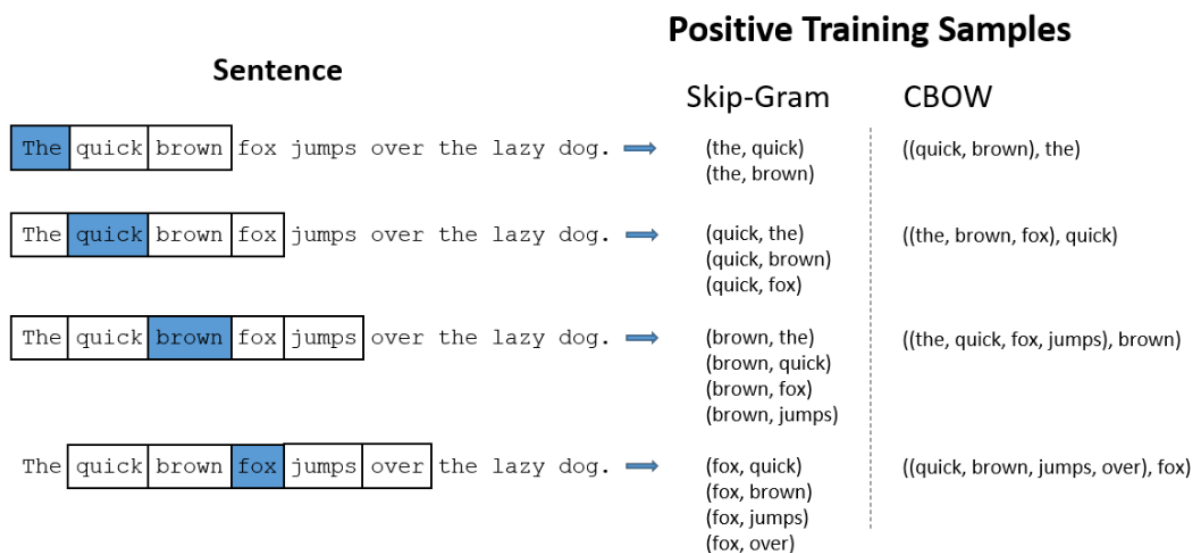 Positive Training Samples
Sentence
Skip-Gram
CBOW
The quick brown fox jumps over the lazy dog.
(the, quick)
(the, brown)
((quick, brown), the)
The quick brown fox jumps over the lazy dog.
(quick, the)
(quick, brown)
(quick, fox)
((the, brown, fox), quick)
The quick brown fox jumps over the lazy dog.
(brown, the)
(brown, quick)
(brown, fox)
(brown, jumps)
((the, quick, fox, jumps), brown)
The quick brown fox jumps over the lazy dog.
(fox, quick)
(fox, brown)
(fox, jumps)
(fox, over)
((quick, brown, jumps, over), fox)